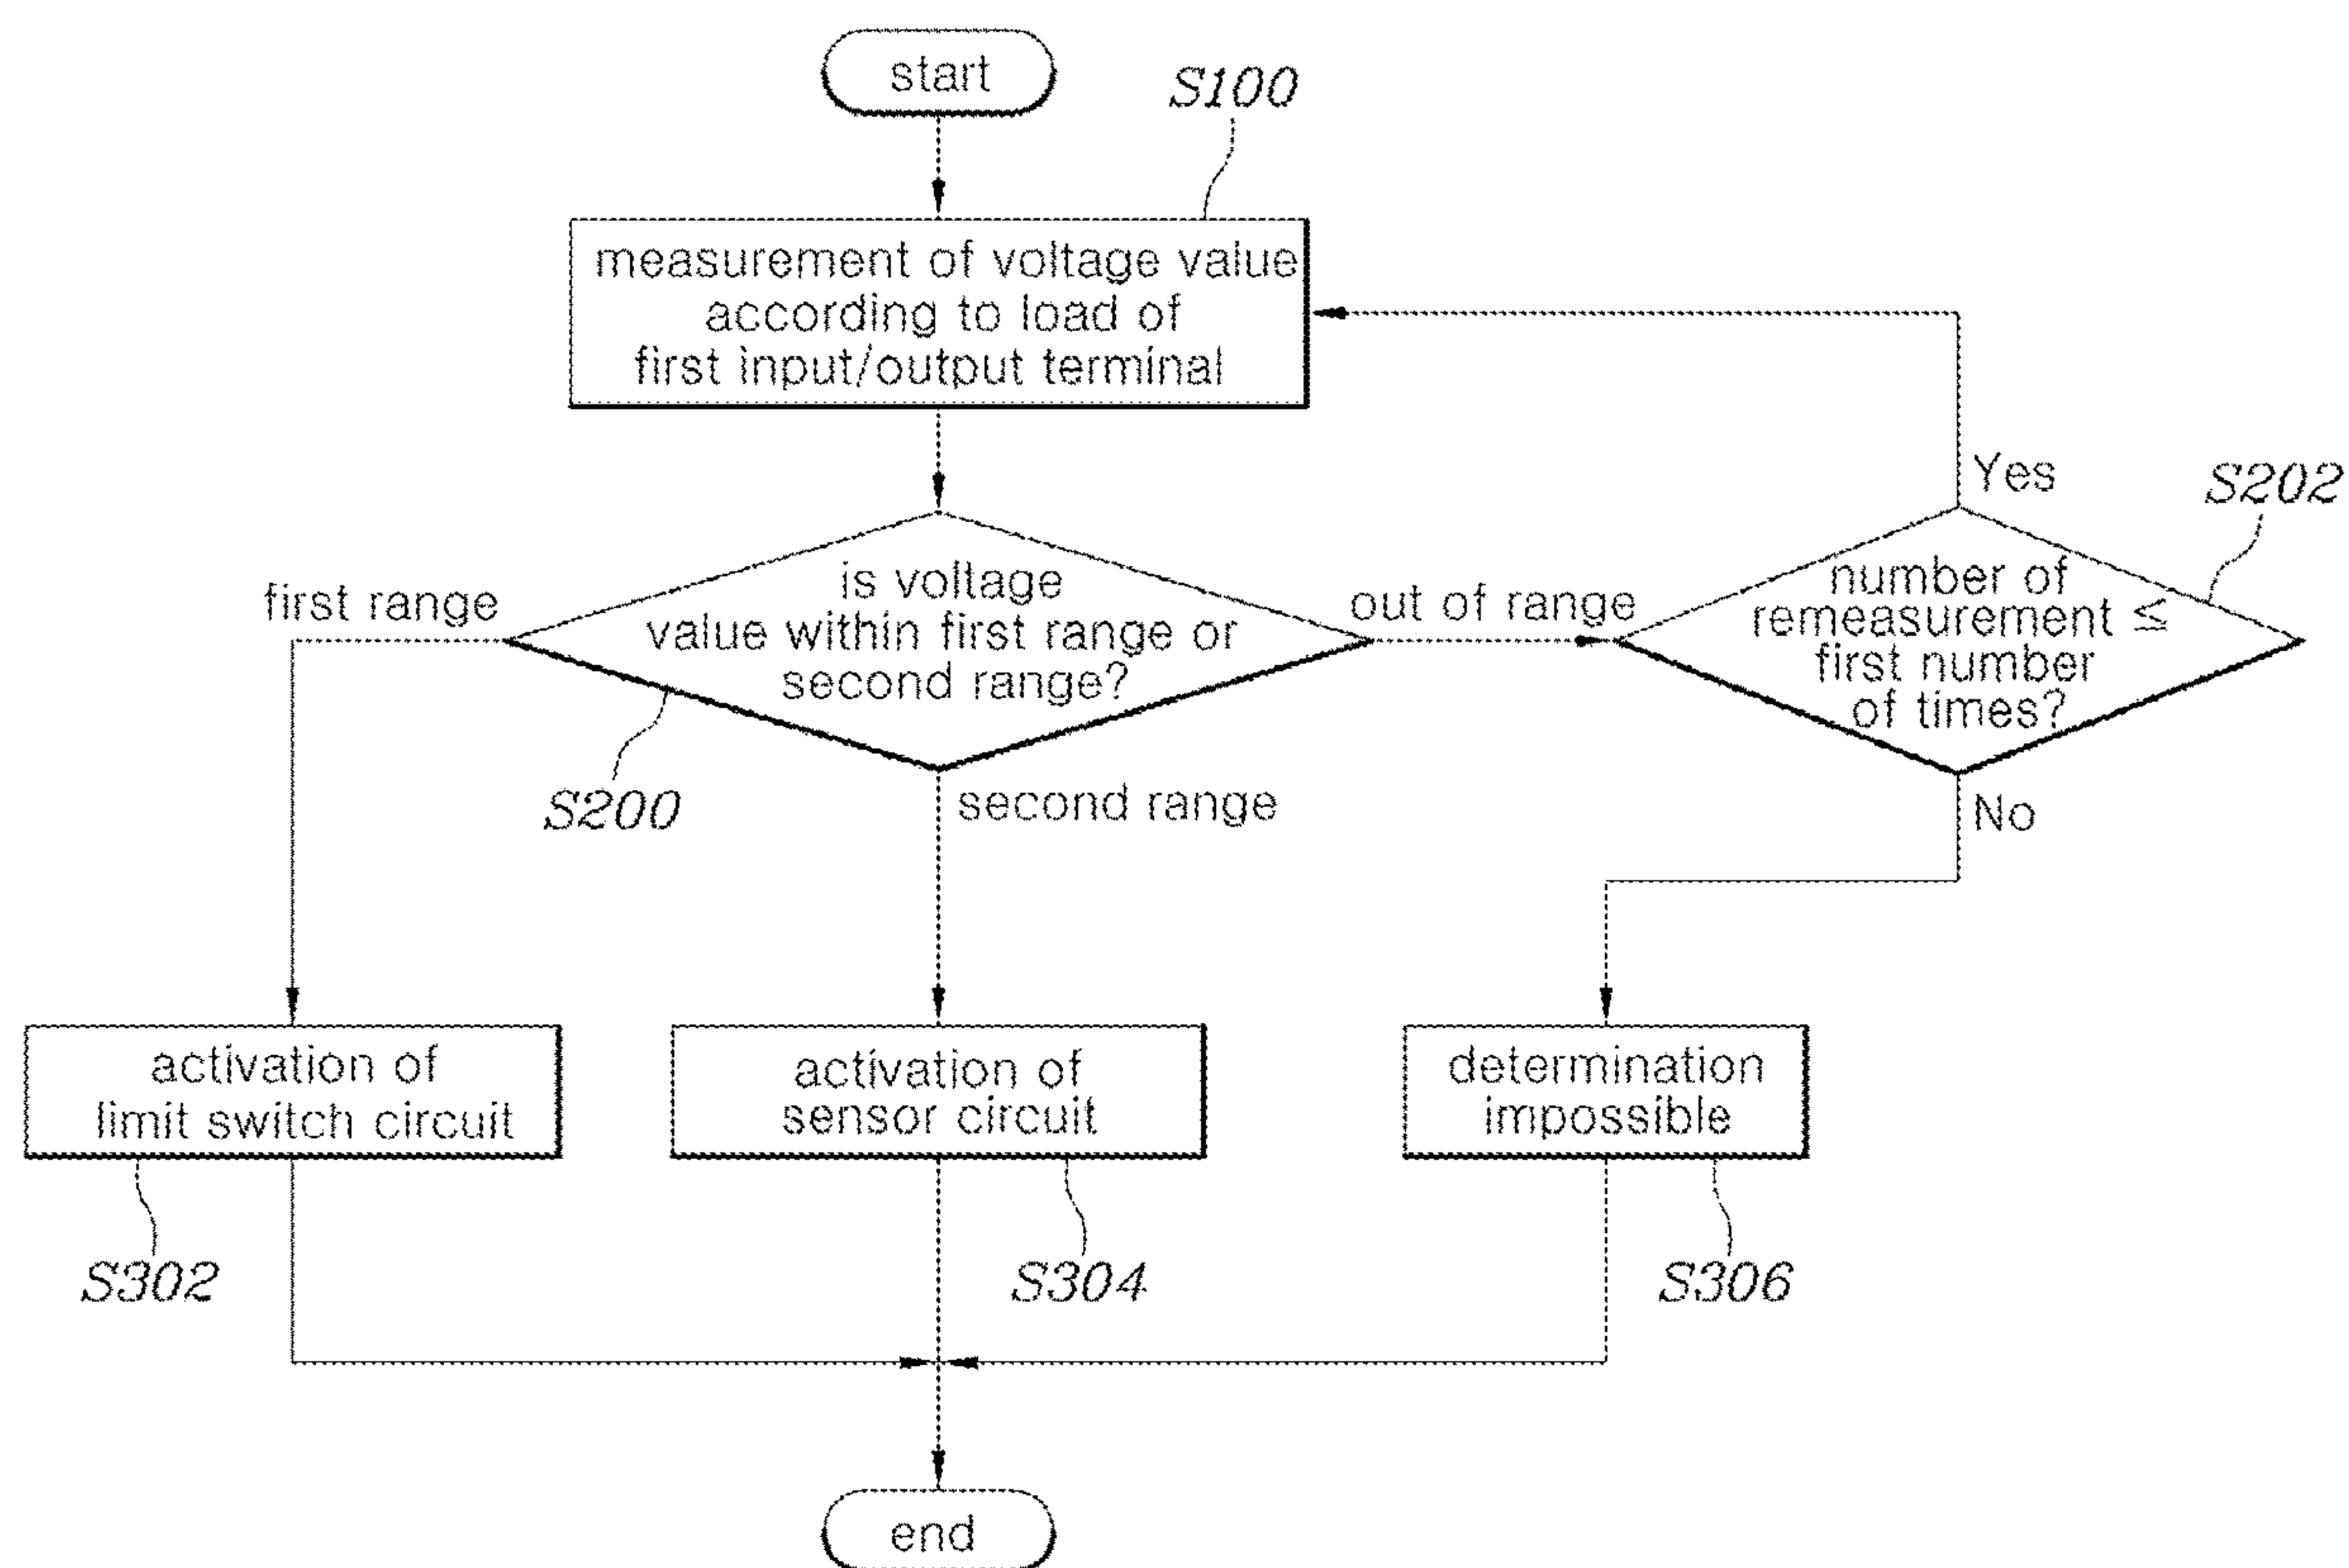 start
S100
measurement of voltage value
according to load of
first input/output terminal
Yes
S202
first range
is voltage
value within first range or
second range?
out of range
number of
remeasurement ≤
first number
of times?
S200
second range
No
activation of
limit switch circuit
activation of
sensor circuit
determination
impossible
S302
S304
S306
end